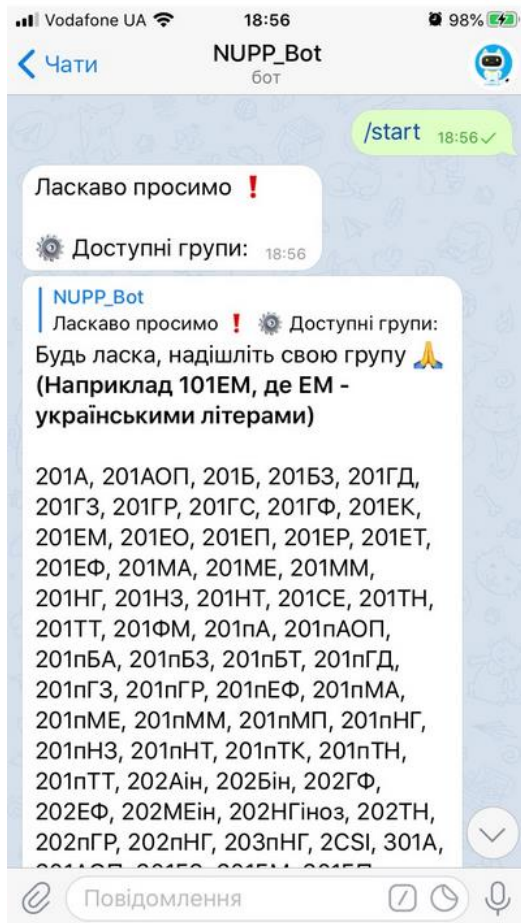 Vodafone UA 18:56 98%
Чати NUPP_Bot
бот
/start 18:56
Ласкаво просимо ❗
⚙️ Доступні групи: 18:56
NUPP_Bot
Ласкаво просимо ❗ ⚙️ Доступні групи:
Будь ласка, надішліть свою групу 🙏
(Наприклад 101ЕМ, де ЕМ -
українськими літерами)
201А, 201АОП, 201Б, 201БЗ, 201ГД,
201ГЗ, 201ГР, 201ГС, 201ГФ, 201ЕК,
201ЕМ, 201ЕО, 201ЕП, 201ЕР, 201ЕТ,
201ЕФ, 201МА, 201МЕ, 201ММ,
201НГ, 201НЗ, 201НТ, 201СЕ, 201ТН,
201ТТ, 201ФМ, 201пА, 201пАОП,
201пБА, 201пБЗ, 201пБТ, 201пГД,
201пГЗ, 201пГР, 201пЕФ, 201пМА,
201пМЕ, 201пММ, 201пМП, 201пНГ,
201пНЗ, 201пНТ, 201пТК, 201пТН,
201пТТ, 202Аін, 202Бін, 202ГФ,
202ЕФ, 202МЕін, 202НГіноз, 202ТН,
202пГР, 202пНГ, 203пНГ, 2CSI, 301А,
Повідомлення